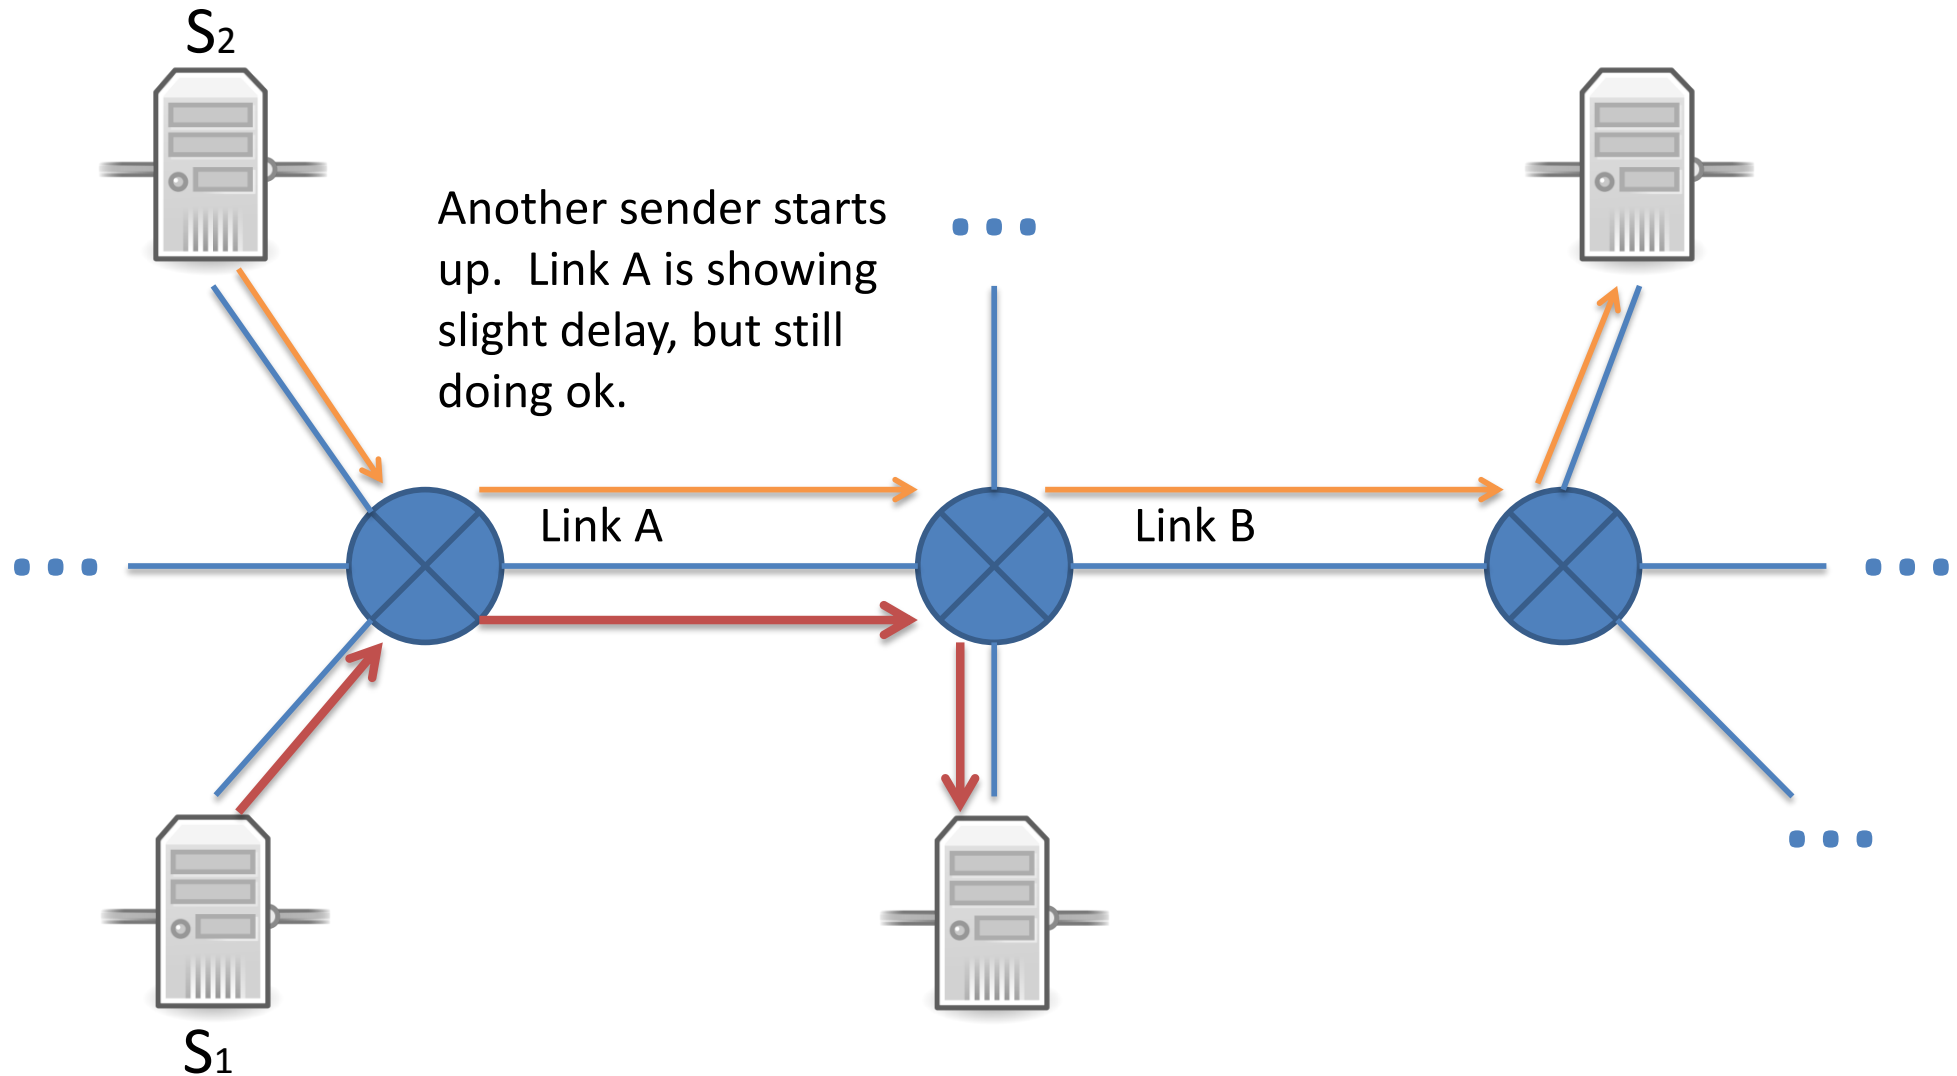 S2
Another sender starts
up.  Link A is showing
slight delay, but still
doing ok.
Link A
Link B
S1